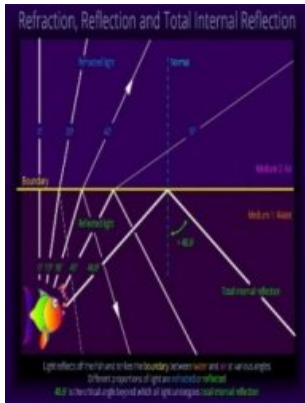 Refraction, Reflection and Total Internal Reflection
Refracted light
Normal
Boundary
Medium 2: Air
Medium 1: Water
Reflected light
Total internal reflection
Light reflects off the fish and strikes the boundary between water and air at various angles
Different proportions of light are refracted or reflected
48.6° is the critical angle beyond which all light undergoes total internal reflection